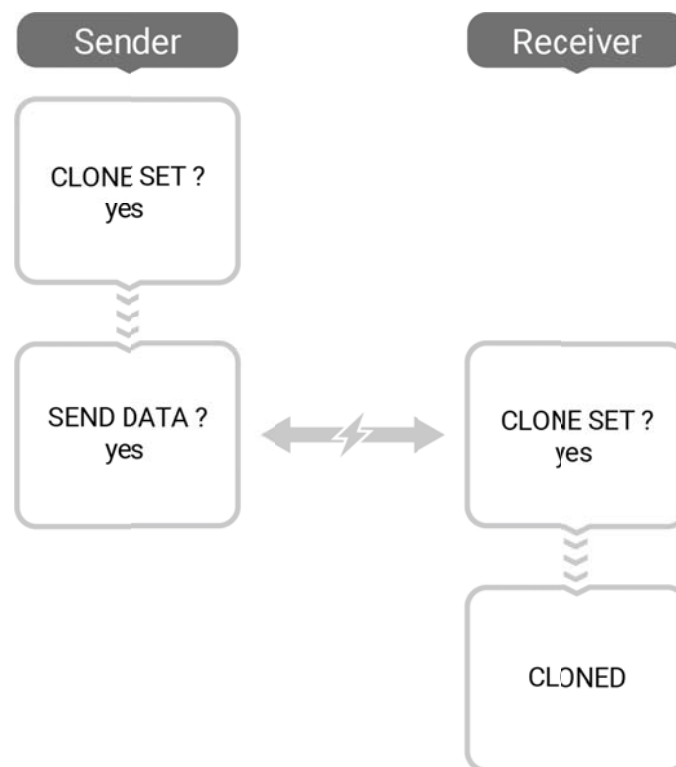 Sender
Receiver
CLONE SET ?
yes
SEND DATA ?
yes
CLONE SET ?
yes
CLONED